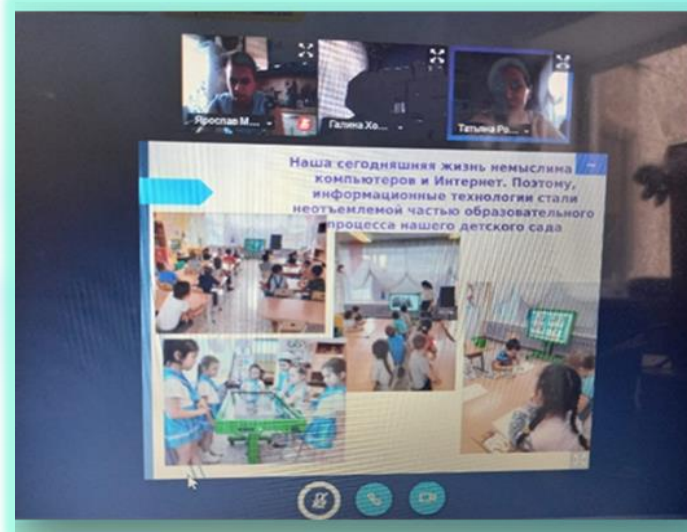 Ярослав М...
Галина Хо...
Татьяна Ро...
Наша сегодняшняя жизнь немыслима
компьютеров и Интернет. Поэтому,
информационные технологии стали
неотъемлемой частью образовательного
процесса нашего детского сада